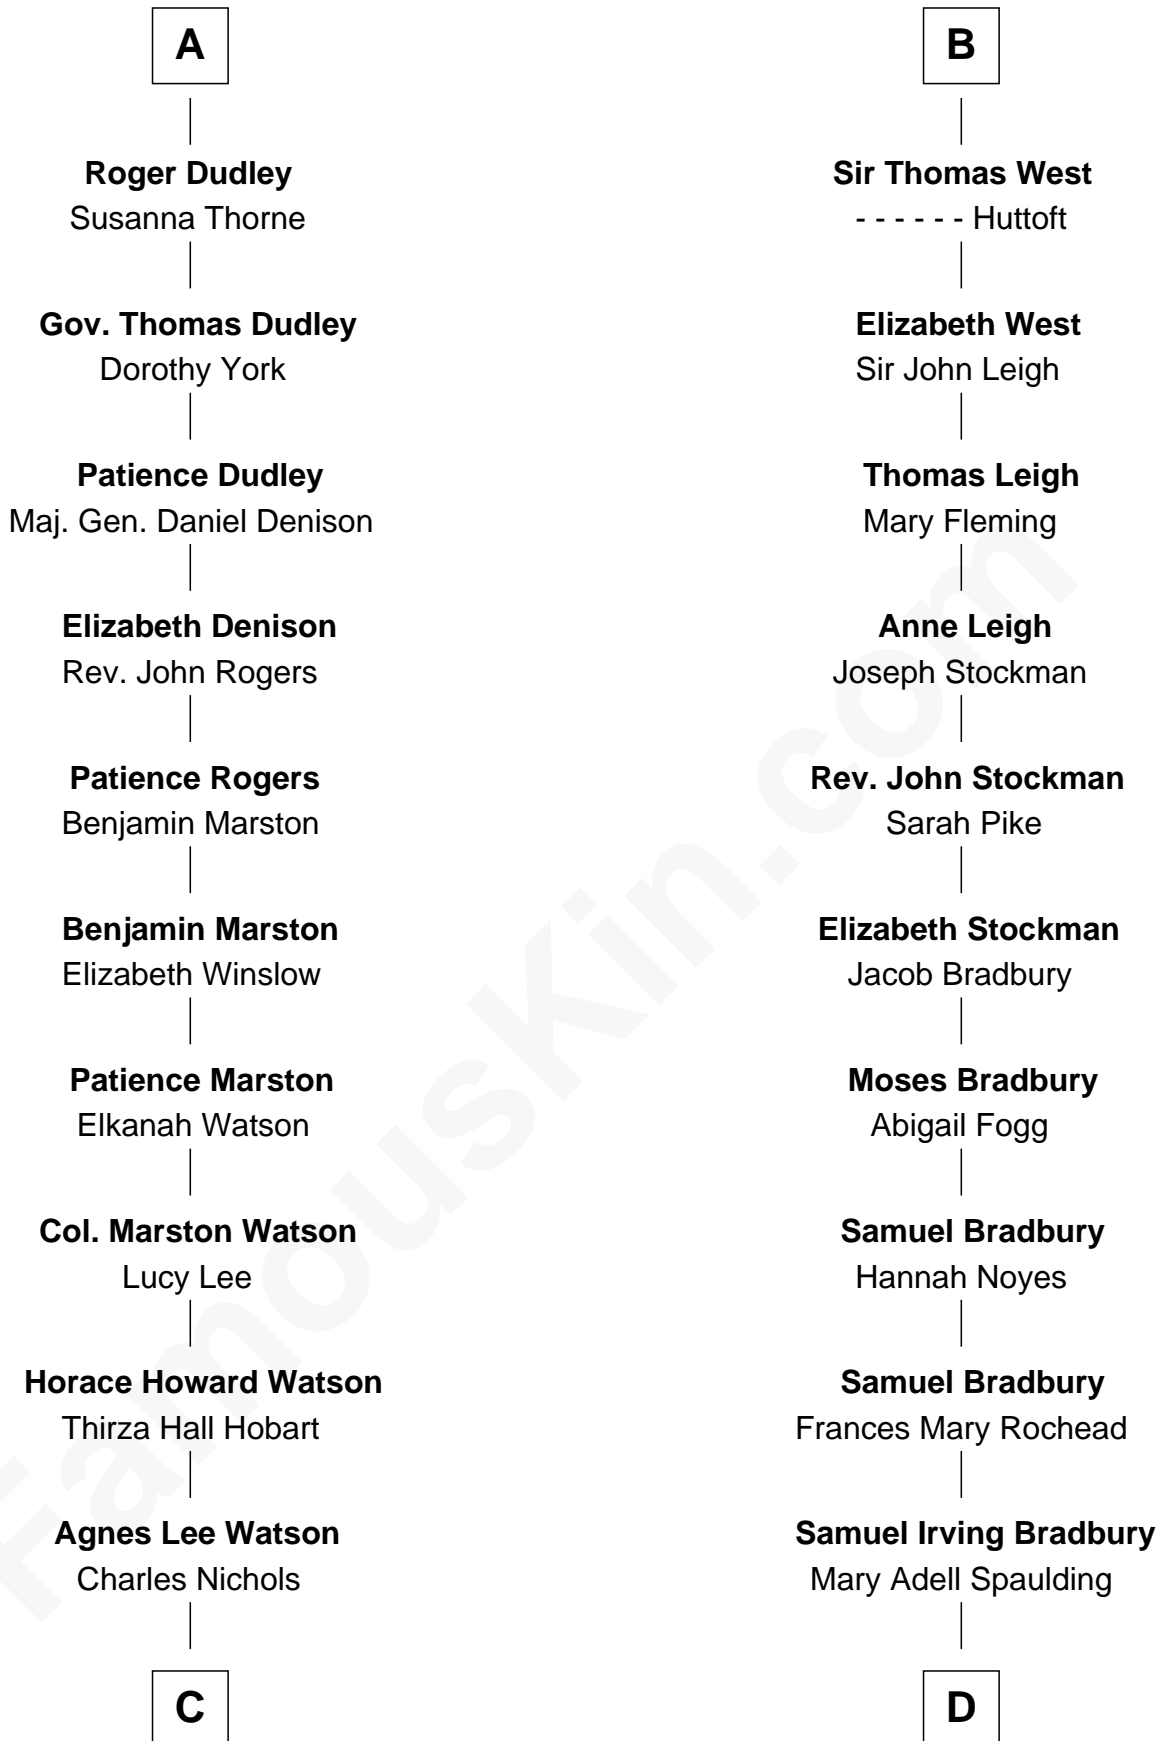 A
Roger Dudley
Susanna Thorne
Gov. Thomas Dudley
Dorothy York
Patience Dudley
Maj. Gen. Daniel Denison
Elizabeth Denison
Rev. John Rogers
Patience Rogers
Benjamin Marston
Benjamin Marston
Elizabeth Winslow
Patience Marston
Elkanah Watson
Col. Marston Watson
Lucy Lee
Horace Howard Watson
Thirza Hall Hobart
Agnes Lee Watson
Charles Nichols
C
B
Sir Thomas West
- - - - - - Huttoft
Elizabeth West
Sir John Leigh
Thomas Leigh
Mary Fleming
Anne Leigh
Joseph Stockman
Rev. John Stockman
Sarah Pike
Elizabeth Stockman
Jacob Bradbury
Moses Bradbury
Abigail Fogg
Samuel Bradbury
Hannah Noyes
Samuel Bradbury
Frances Mary Rochead
Samuel Irving Bradbury
Mary Adell Spaulding
D
FamousKin.com